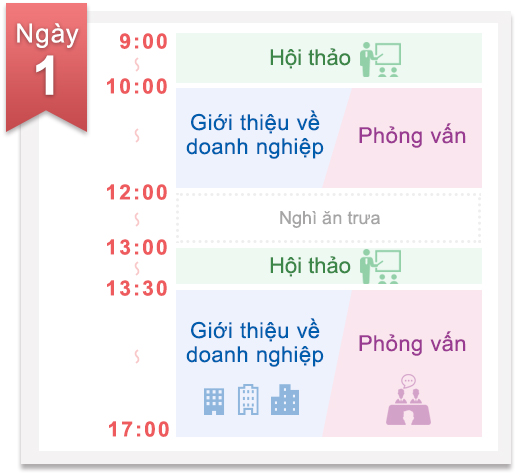 Ngày
1
9:00
Hội thảo
10:00
Giới thiệu về
doanh nghiệp
Phỏng vấn
12:00
Nghì ăn trưa
13:00
Hội thảo
13:30
Giới thiệu về
doanh nghiệp
Phỏng vấn
17:00